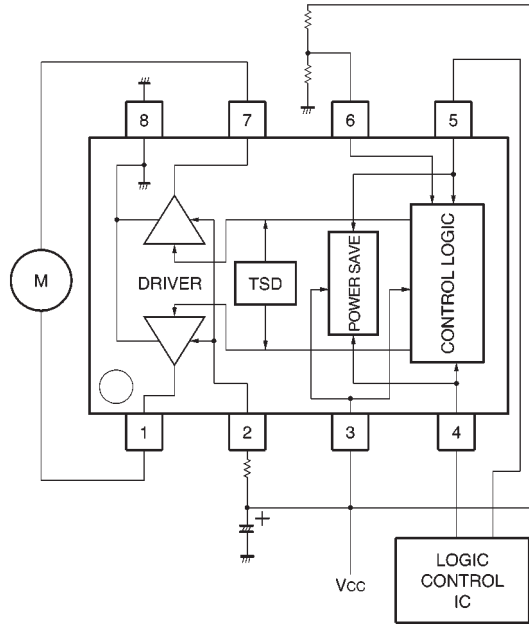 8
7
6
5
M
DRIVER
TSD
POWER SAVE
CONTROL LOGIC
1
2
3
4
+
VCC
LOGIC
CONTROL
IC